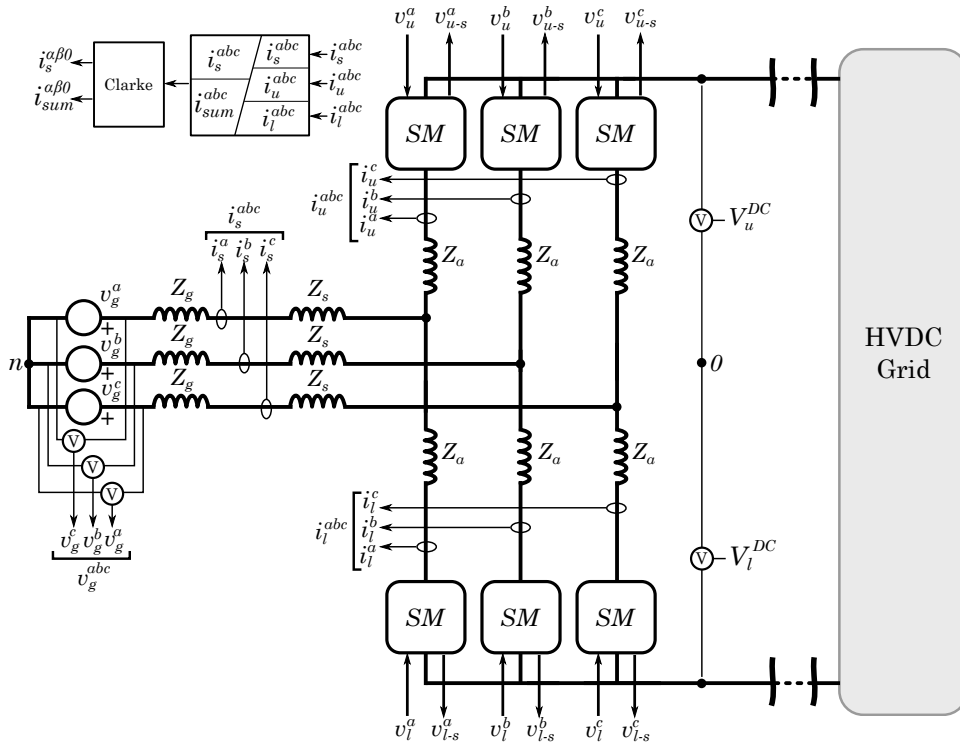 v_u^a v_{u-s}^a v_u^b v_{u-s}^b v_u^c v_{u-s}^c
i_s^{αβ0} Clarke i_s^{abc} i_s^{abc} i_s^{abc}
i_{sum}^{αβ0} i_{sum}^{abc} i_u^{abc} i_u^{abc}
i_l^{abc} i_l^{abc}
SM SM SM
i_u^{abc} i_u^c
i_u^b
i_u^a
V V_u^{DC}
i_s^{abc}
i_s^a i_s^b i_s^c
Z_a Z_a Z_a
v_g^a Z_g Z_s
+
n v_g^b Z_g Z_s
+
v_g^c Z_g Z_s
+
0
HVDC
Grid
V
V
V
Z_a Z_a Z_a
v_g^c v_g^b v_g^a
v_g^{abc}
i_l^{abc} i_l^c
i_l^b
i_l^a
V V_l^{DC}
SM SM SM
v_l^a v_{l-s}^a v_l^b v_{l-s}^b v_l^c v_{l-s}^c